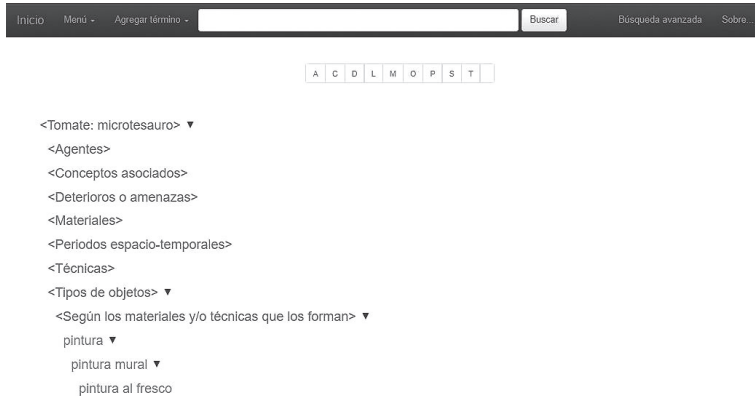 Inicio Menú Agregar término Buscar Búsqueda avanzada Sobre...
A C D L M O P S T
<Tomate: microtesauro> ▼
<Agentes>
<Conceptos asociados>
<Deterioros o amenazas>
<Materiales>
<Periodos espacio-temporales>
<Técnicas>
<Tipos de objetos> ▼
<Según los materiales y/o técnicas que los forman> ▼
pintura ▼
pintura mural ▼
pintura al fresco